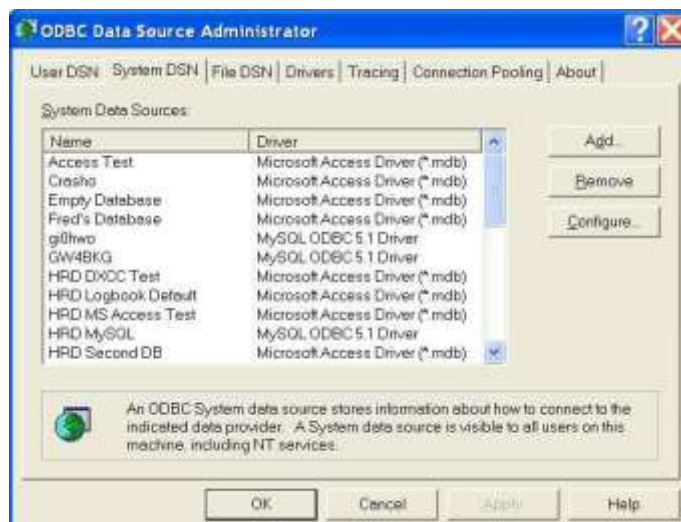 ODBC Data Source Administrator
User DSN System DSN File DSN Drivers Tracing Connection Pooling About
System Data Sources:
Name Driver
Access Test Microsoft Access Driver (*.mdb)
Crasho Microsoft Access Driver (*.mdb)
Empty Database Microsoft Access Driver (*.mdb)
Fred's Database Microsoft Access Driver (*.mdb)
gi0hwo MySQL ODBC 5.1 Driver
GW4BKG MySQL ODBC 5.1 Driver
HRD DXCC Test Microsoft Access Driver (*.mdb)
HRD Logbook Default Microsoft Access Driver (*.mdb)
HRD MS Access Test Microsoft Access Driver (*.mdb)
HRD MySQL MySQL ODBC 5.1 Driver
HRD Second DB Microsoft Access Driver (*.mdb)
Add...
Remove
Configure...
An ODBC System data source stores information about how to connect to the
indicated data provider. A System data source is visible to all users on this
machine, including NT services.
OK Cancel Apply Help